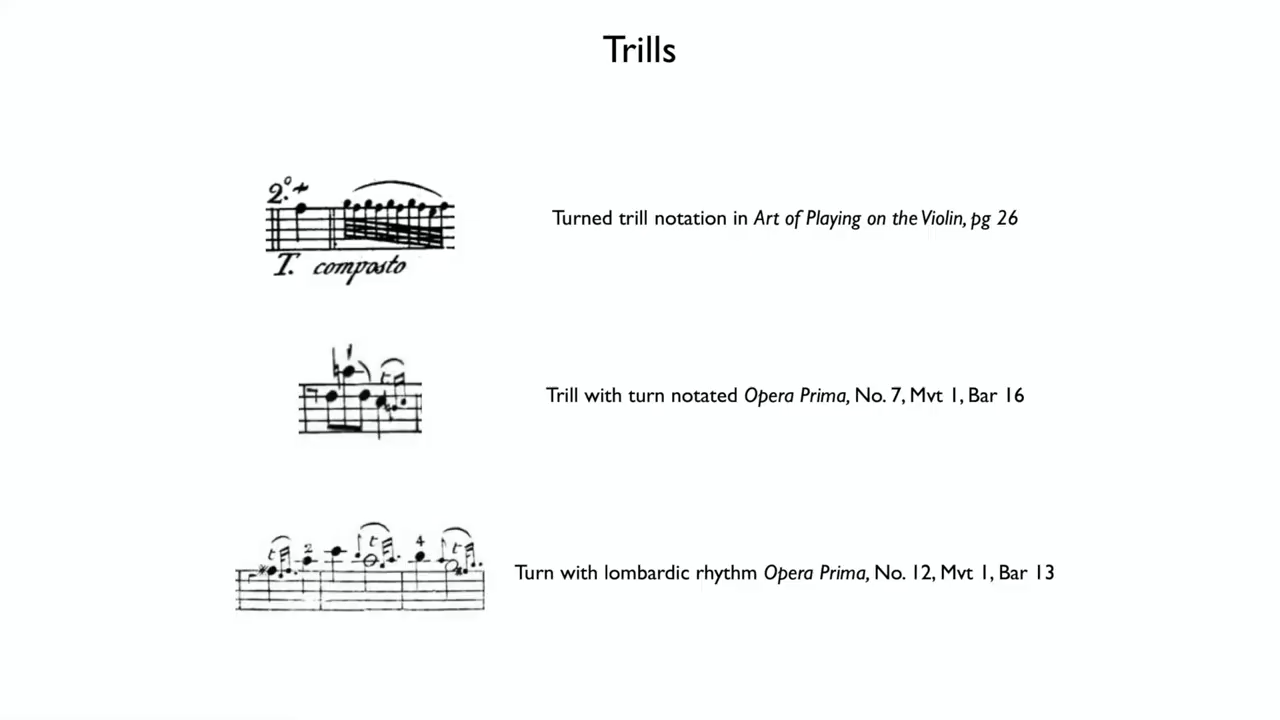 Trills
2.º
T. composto
Turned trill notation in Art of Playing on the Violin, pg 26
t
Trill with turn notated Opera Prima, No. 7, Mvt 1, Bar 16
t 2 t 4 t
Turn with lombardic rhythm Opera Prima, No. 12, Mvt 1, Bar 13